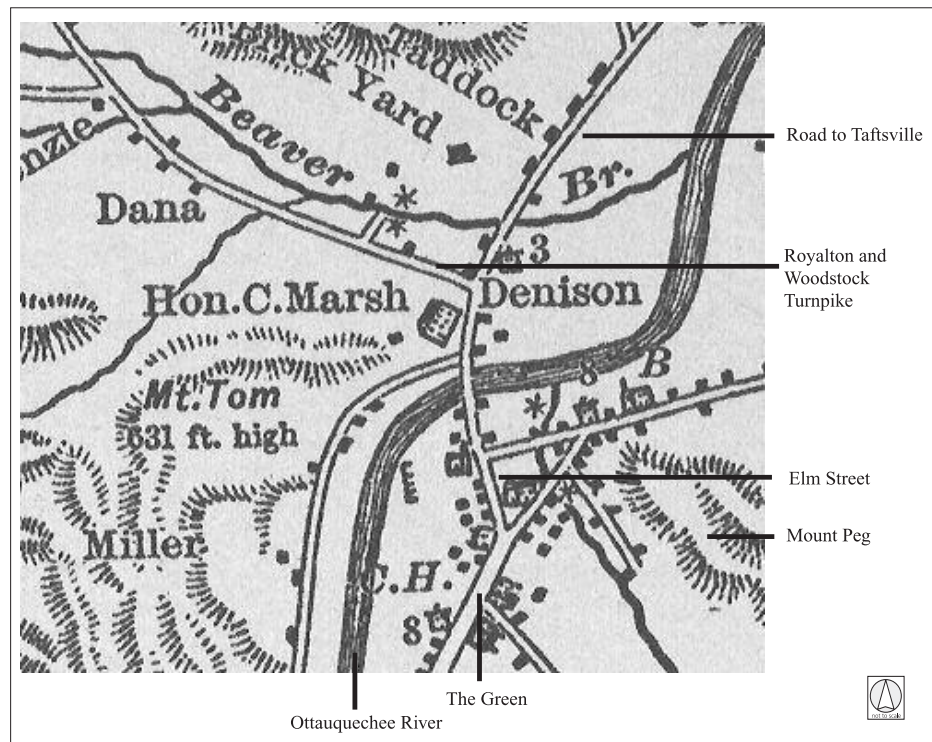 Brick Yard
Paddock
Beaver
Br.
Dana
3
Hon. C. Marsh
Denison
Mt. Tom
631 ft. high
8
B
Miller
C.H.
8
Road to Taftsville
Royalton and
Woodstock
Turnpike
Elm Street
Mount Peg
The Green
Ottauquechee River
not to scale